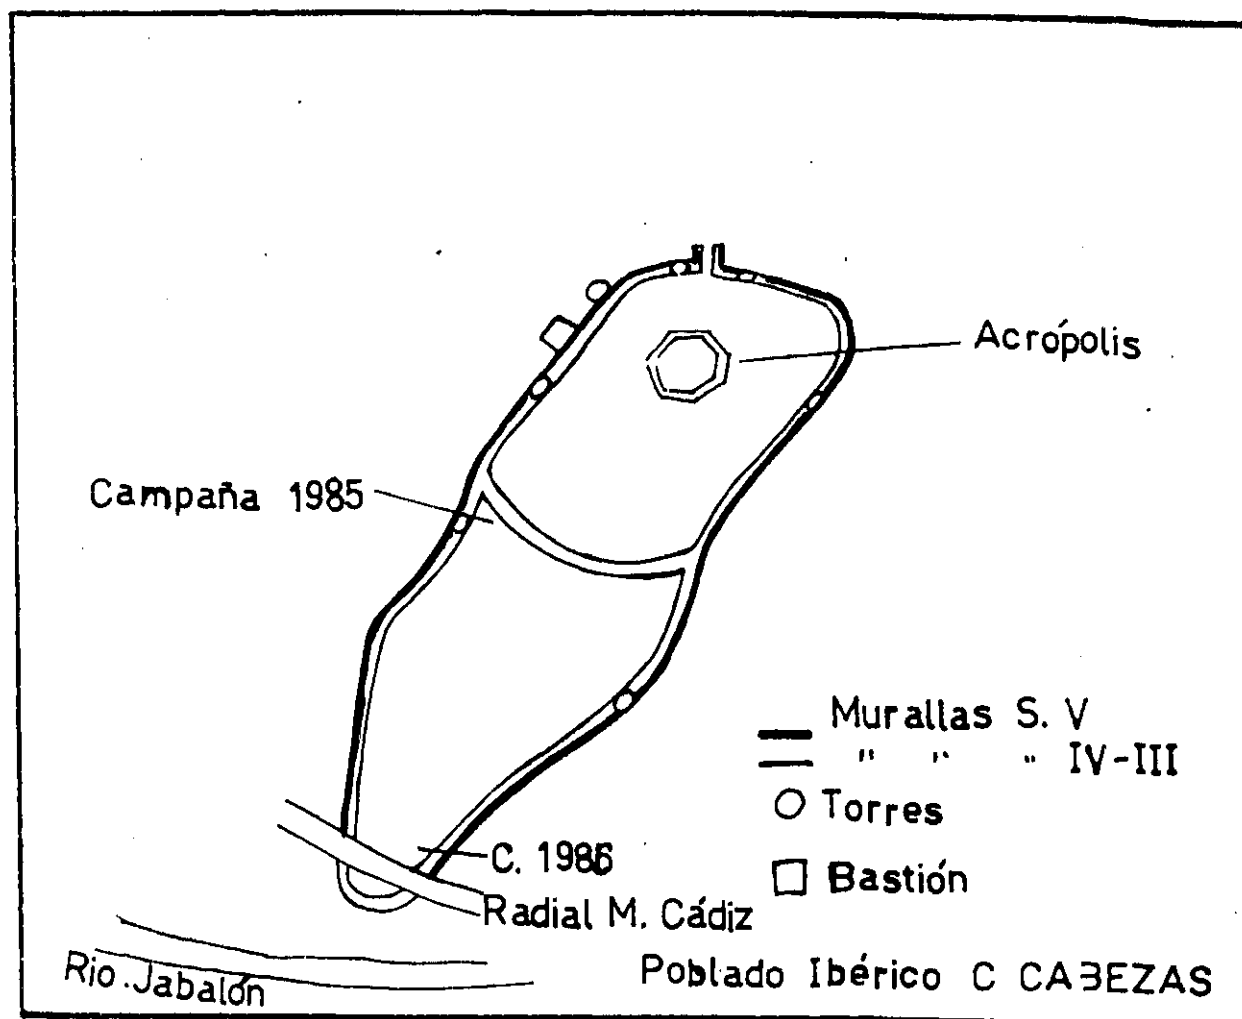 Acrópolis
Campaña 1985
Murallas S. V
" " " IV-III
Torres
C. 1986
Bastión
Radial M. Cádiz
Rio.Jabalón
Poblado Ibérico C CABEZAS